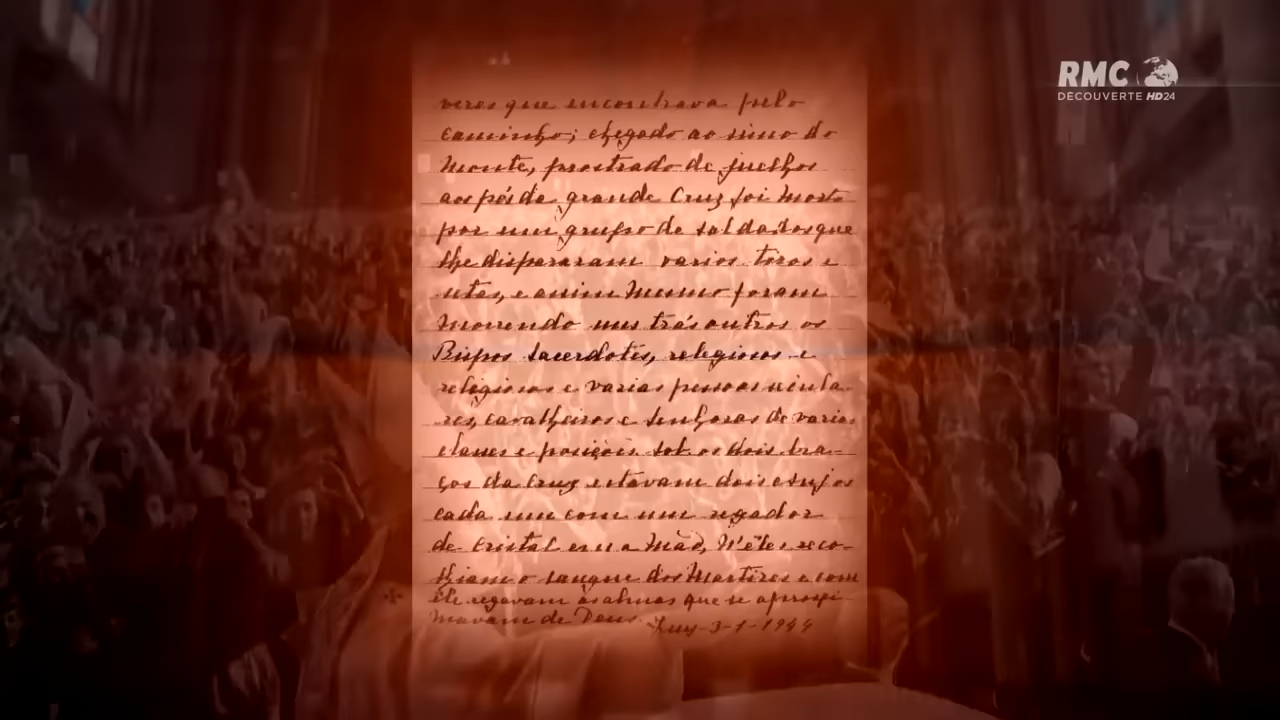 veres que encontrava pelo
caminho; chegado ao simo do
monte, prostrado de juelhos
aos pés da grande Cruz foi morto
por um grupo de soldados que
lhe dispararam varios tiros e
setas, e assim mesmo foram
morrendo uns trás outros os
Bispos Sacerdotes, religiosos e
religiosas e varias pessoas secula-
res, cavalheiros e senhoras de varias
classes e posições. Sob os dois bra-
ços da Cruz estavam dois Anjos
cada um com um regador
de cristal em a mão, N'êles reco-
lhiam o sangue dos Martires e com
êle regavam as almas que se aproxi
mavam de Deus.
Tuy-3-1-1944
RMC
DÉCOUVERTE HD24